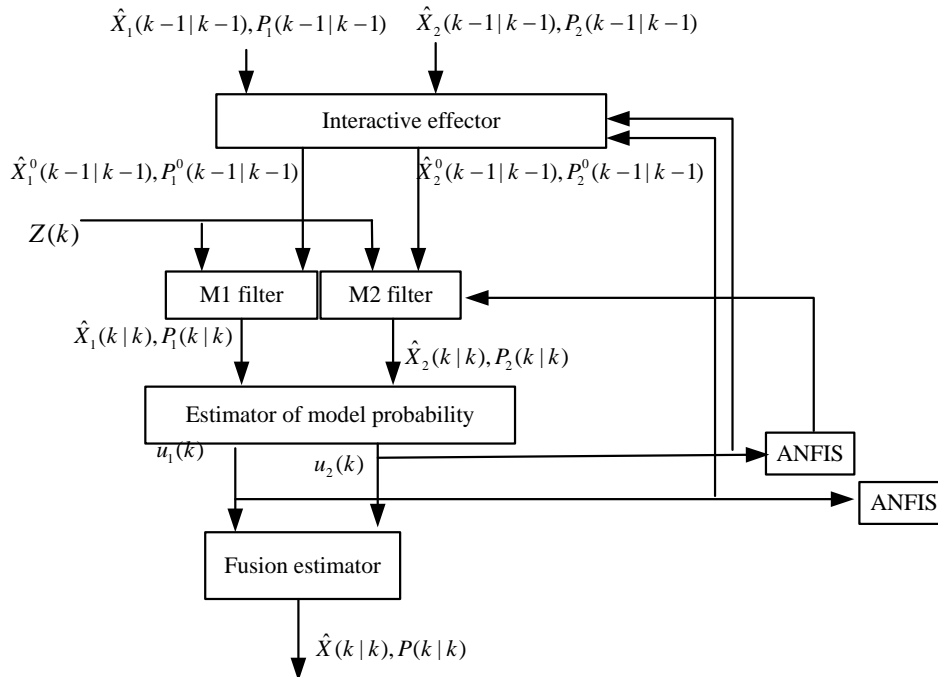 X̂₁(k−1|k−1), P₁(k−1|k−1) X̂₂(k−1|k−1), P₂(k−1|k−1)
Interactive effector
X̂₁⁰(k−1|k−1), P₁⁰(k−1|k−1) X̂₂⁰(k−1|k−1), P₂⁰(k−1|k−1)
Z(k)
M1 filter M2 filter
X̂₁(k|k), P₁(k|k)
X̂₂(k|k), P₂(k|k)
Estimator of model probability
u₁(k)
u₂(k)
ANFIS
ANFIS
Fusion estimator
X̂(k|k), P(k|k)